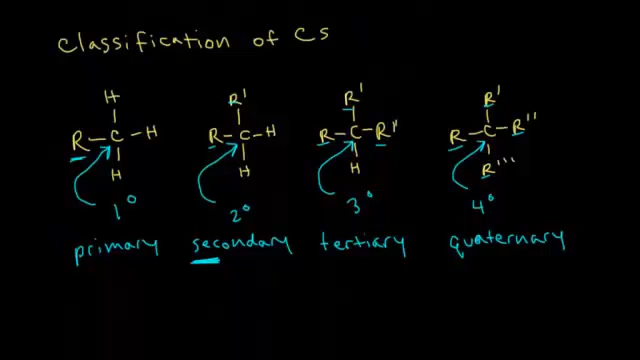 Classification of Cs
H R' R' R'
R-C-H R-C-H R-C-R'' R-C-R''
H H H R'''
1° 2° 3° 4°
primary secondary tertiary quaternary